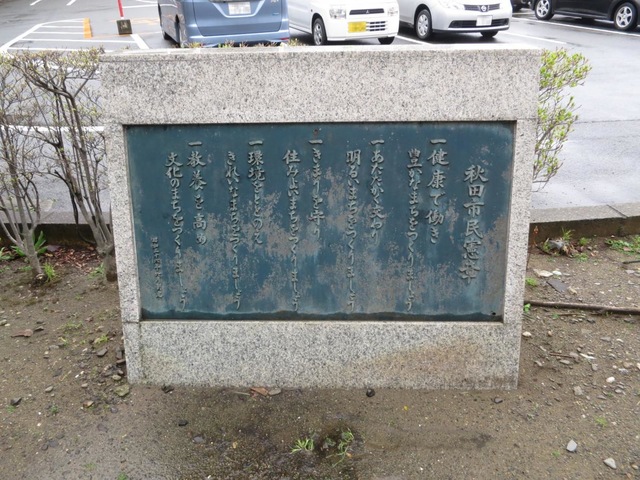 秋田市民憲章
一健康で働き
豊かなまちをつくりましょう
一あたたかく交わり
明るいまちをつくりましょう
一きまりを守り
住みよいまちをつくりましょう
一環境をととのえ
きれいなまちをつくりましょう
一教養を高め
文化のまちをつくりましょう